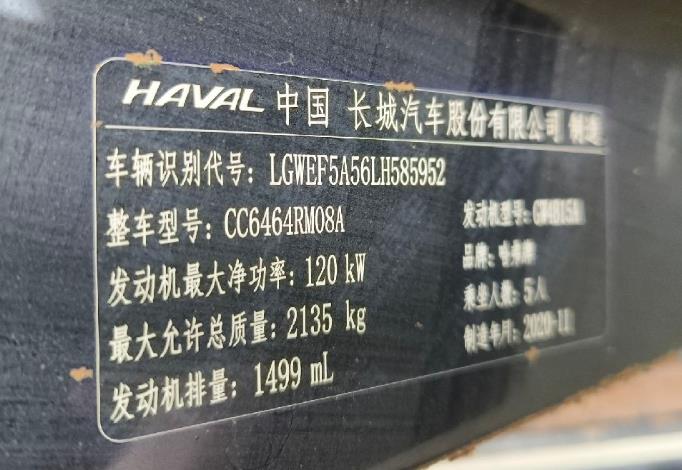 HAVAL 中国 长城汽车股份有限公司 制造
车辆识别代号: LGWEF5A56LH585952
整车型号: CC6464RM08A
发动机最大净功率: 120 kW
最大允许总质量: 2135 kg
发动机排量: 1499 mL
发动机型号:
品牌: 哈弗牌
乘坐人数: 5人
制造年月: 2020-11